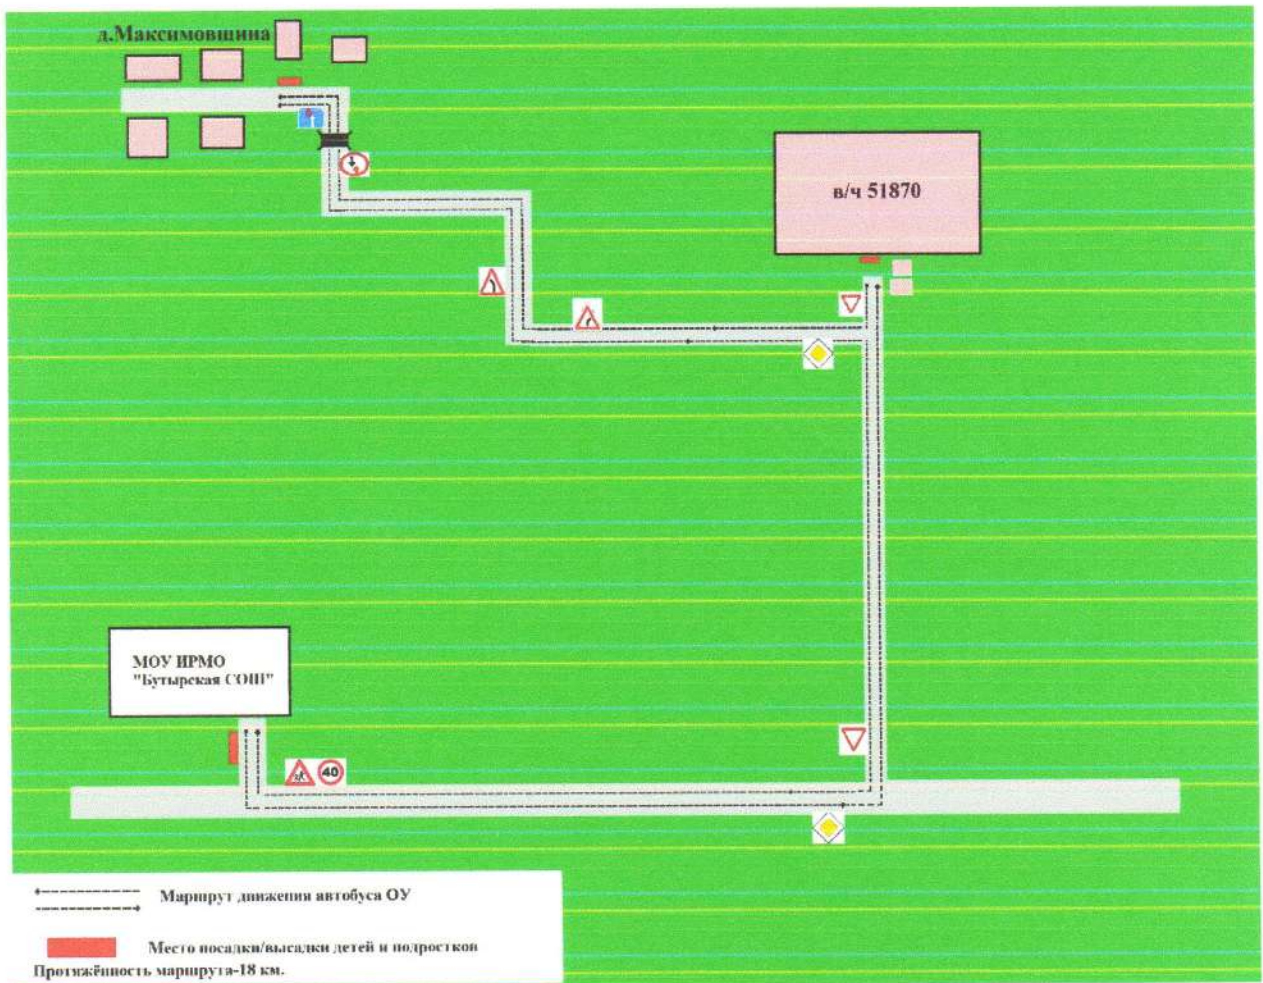 д.Максимовщина
в/ч 51870
МОУ ИРМО
"Бутырская СОШ"
40
Маршрут движения автобуса ОУ
Место посадки/высадки детей и подростков
Протяжённость маршрута-18 км.